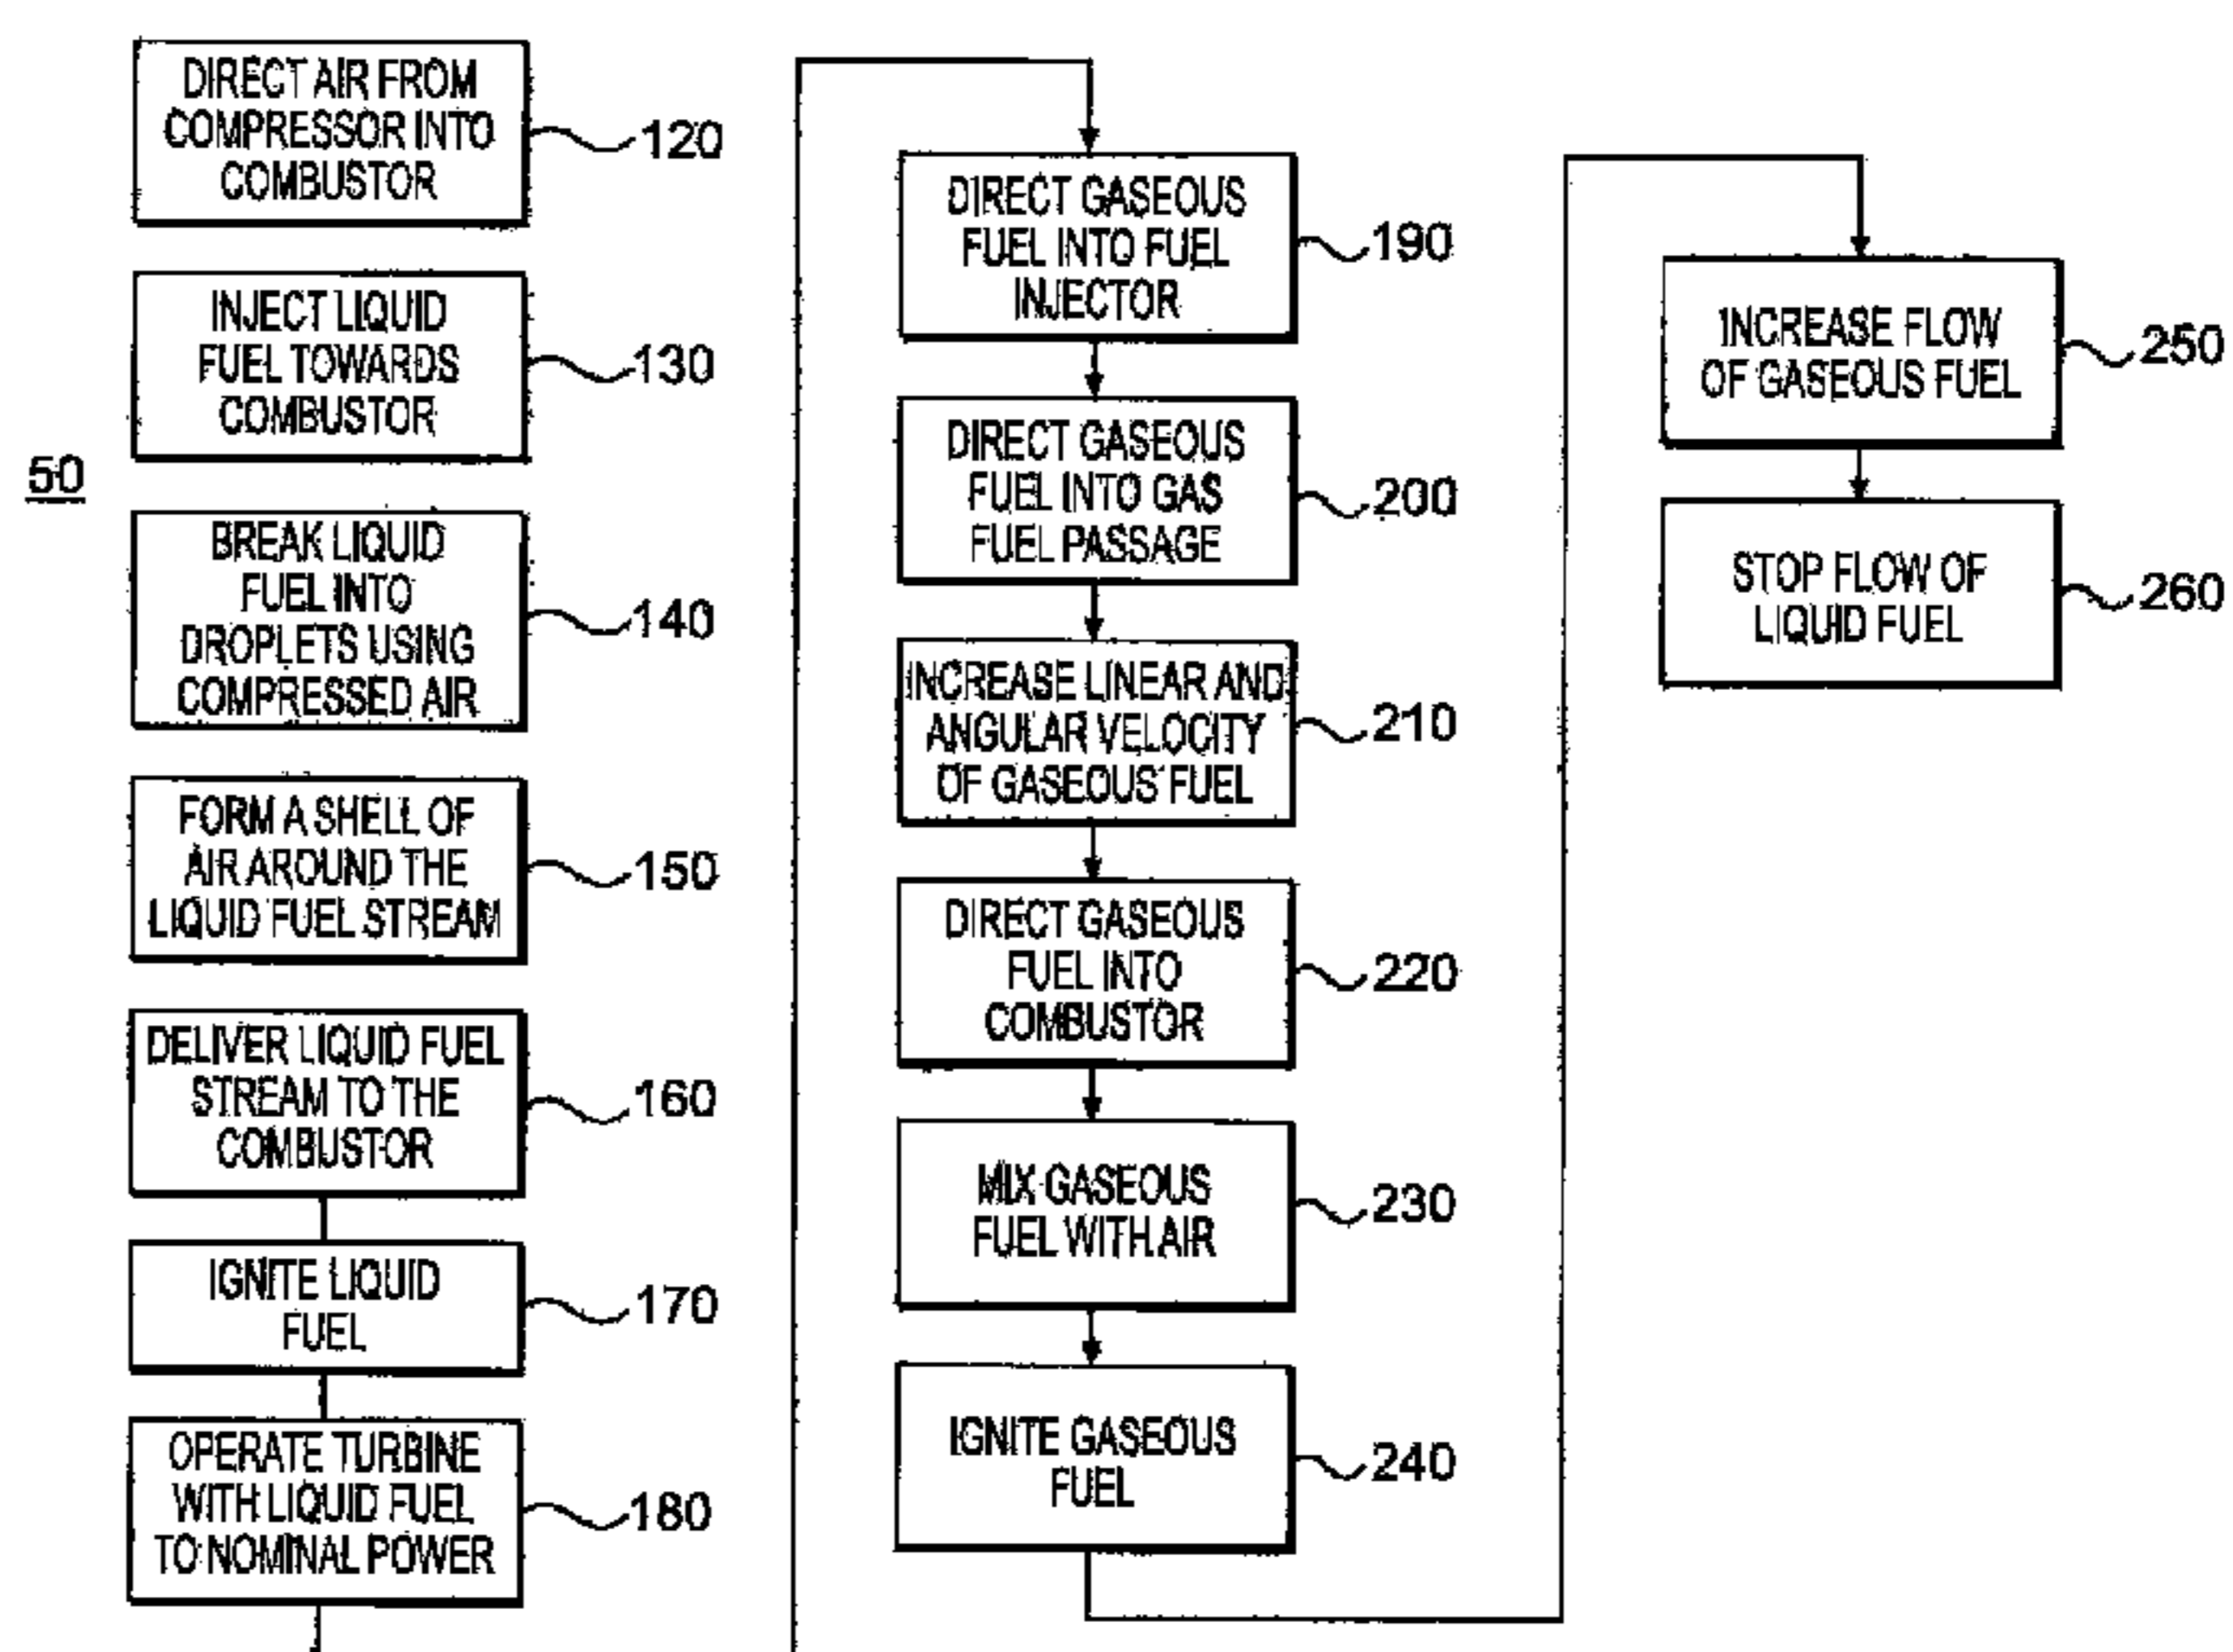 50
DIRECT AIR FROM
COMPRESSOR INTO
COMBUSTOR
120
INJECT LIQUID
FUEL TOWARDS
COMBUSTOR
130
BREAK LIQUID
FUEL INTO
DROPLETS USING
COMPRESSED AIR
140
FORM A SHELL OF
AIR AROUND THE
LIQUID FUEL STREAM
150
DELIVER LIQUID FUEL
STREAM TO THE
COMBUSTOR
160
IGNITE LIQUID
FUEL
170
OPERATE TURBINE
WITH LIQUID FUEL
TO NOMINAL POWER
180
DIRECT GASEOUS
FUEL INTO FUEL
INJECTOR
190
DIRECT GASEOUS
FUEL INTO GAS
FUEL PASSAGE
200
INCREASE LINEAR AND
ANGULAR VELOCITY
OF GASEOUS FUEL
210
DIRECT GASEOUS
FUEL INTO
COMBUSTOR
220
MIX GASEOUS
FUEL WITH AIR
230
IGNITE GASEOUS
FUEL
240
INCREASE FLOW
OF GASEOUS FUEL
250
STOP FLOW OF
LIQUID FUEL
260